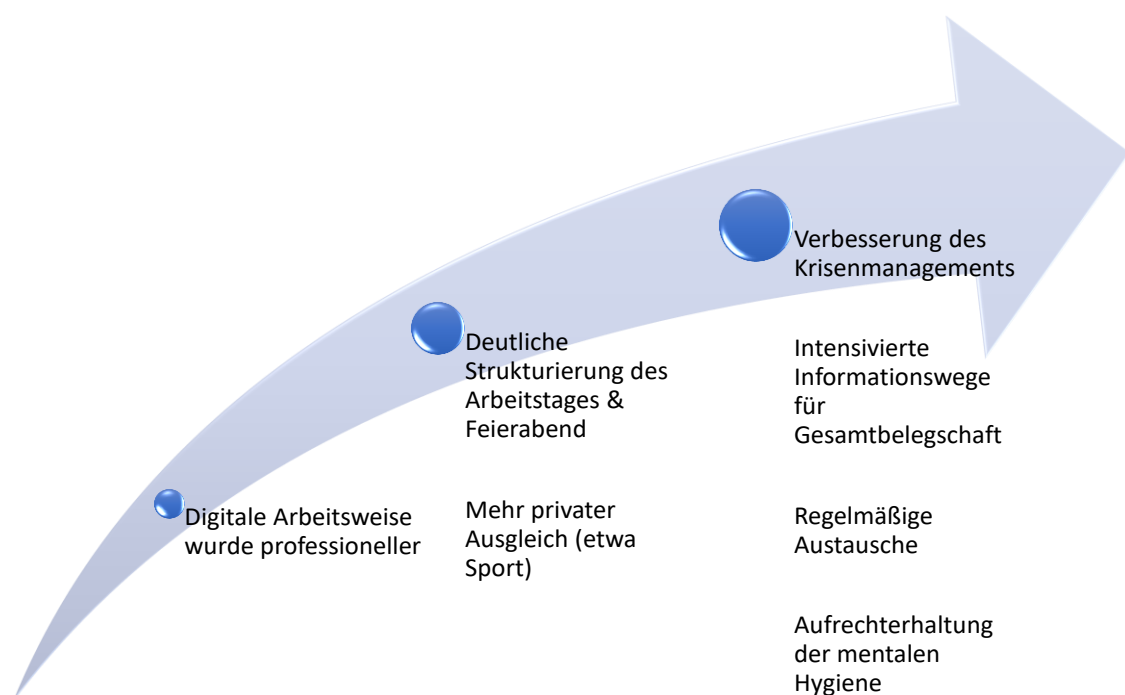 Digitale Arbeitsweise
wurde professioneller
Deutliche
Strukturierung des
Arbeitstages &
Feierabend
Mehr privater
Ausgleich (etwa
Sport)
Verbesserung des
Krisenmanagements
Intensivierte
Informationswege
für
Gesamtbelegschaft
Regelmäßige
Austausche
Aufrechterhaltung
der mentalen
Hygiene